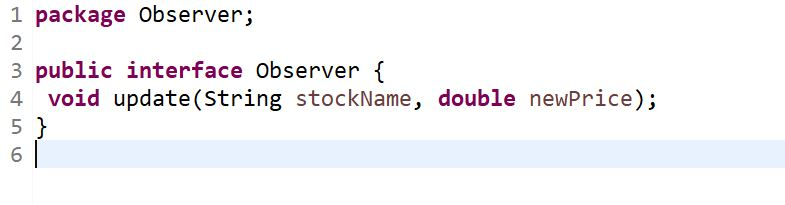 1 package Observer;
2
3 public interface Observer {
4  void update(String stockName, double newPrice);
5 }
6